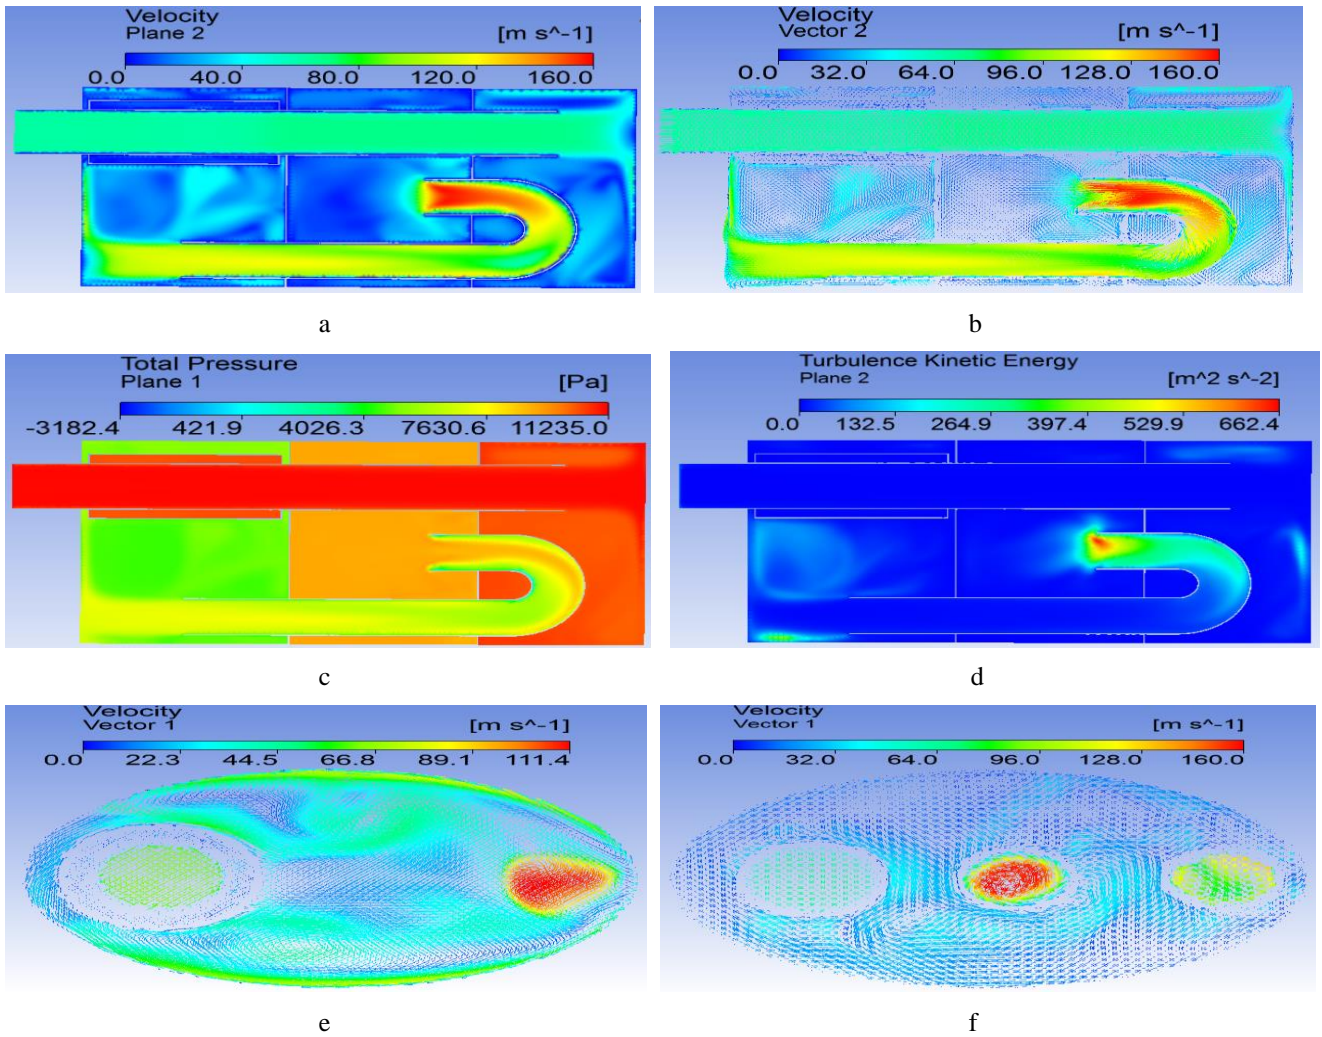 Velocity
Plane 2
[m s^-1]
0.0 40.0 80.0 120.0 160.0
a
Velocity
Vector 2
[m s^-1]
0.0 32.0 64.0 96.0 128.0 160.0
b
Total Pressure
Plane 1
[Pa]
-3182.4 421.9 4026.3 7630.6 11235.0
c
Turbulence Kinetic Energy
Plane 2
[m^2 s^-2]
0.0 132.5 264.9 397.4 529.9 662.4
d
Velocity
Vector 1
[m s^-1]
0.0 22.3 44.5 66.8 89.1 111.4
e
Velocity
Vector 1
[m s^-1]
0.0 32.0 64.0 96.0 128.0 160.0
f